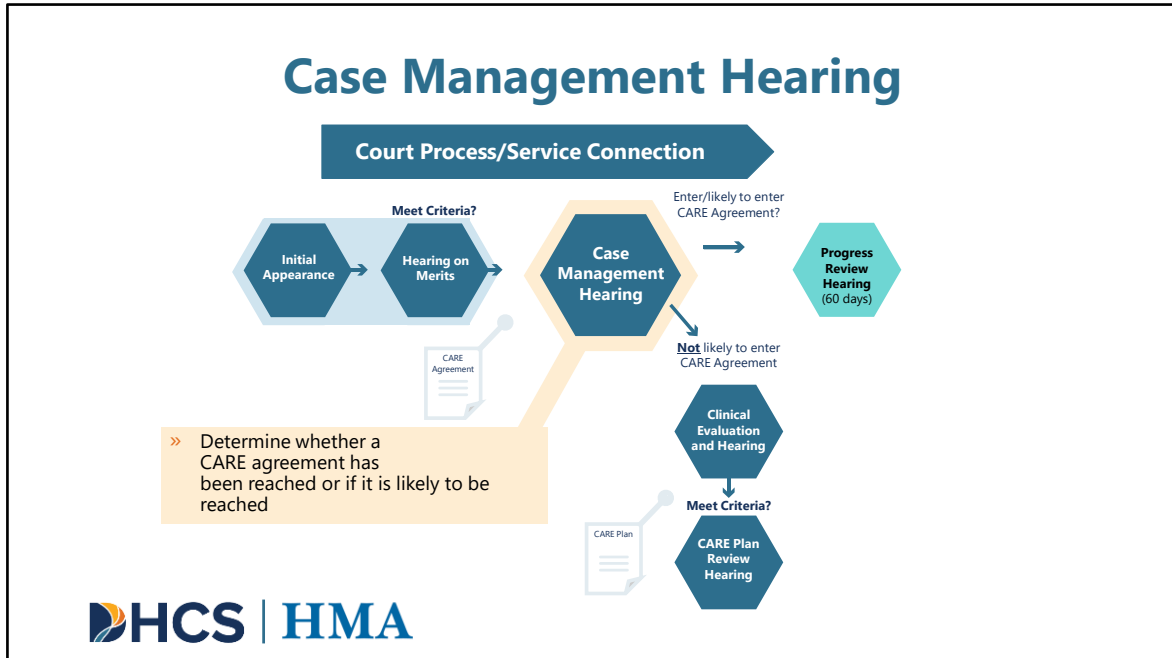 Case Management Hearing
Court Process/Service Connection
Enter/likely to enter
CARE Agreement?
Meet Criteria?
Initial
Appearance
Hearing on
Merits
Case
Management
Hearing
Progress
Review
Hearing
(60 days)
Not likely to enter
CARE Agreement
CARE
Agreement
Clinical
Evaluation
and Hearing
» Determine whether a
CARE agreement has
been reached or if it is likely to be
reached
Meet Criteria?
CARE Plan
CARE Plan
Review
Hearing
DHCS | HMA